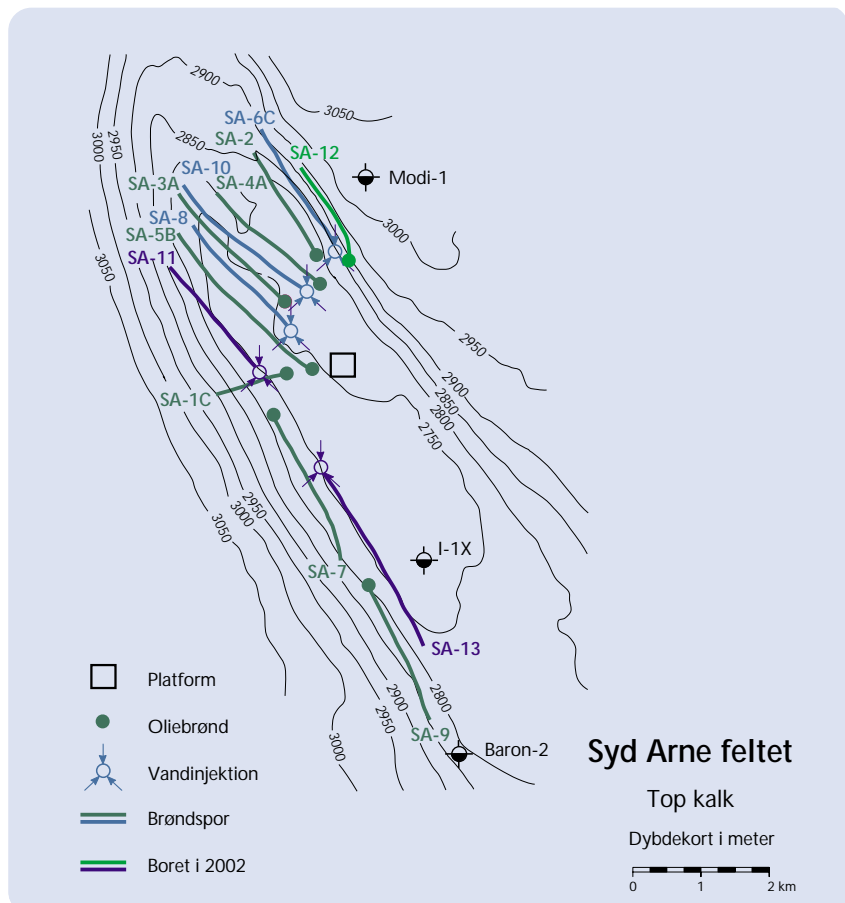 2900
3050
3000
2950
SA-6C
2850
SA-2
SA-12
SA-10
SA-4A
Modi-1
SA-3A
SA-8
SA-5B
3000
SA-11
3050
2950
2900
2850
2800
SA-1C
2750
2950
3000
3050
I-1X
SA-7
SA-13
2800
2900
2950
3000
SA-9
Baron-2
Platform
Oliebrønd
Vandinjektion
Brøndspor
Boret i 2002
Syd Arne feltet
Top kalk
Dybdekort i meter
0 1 2 km